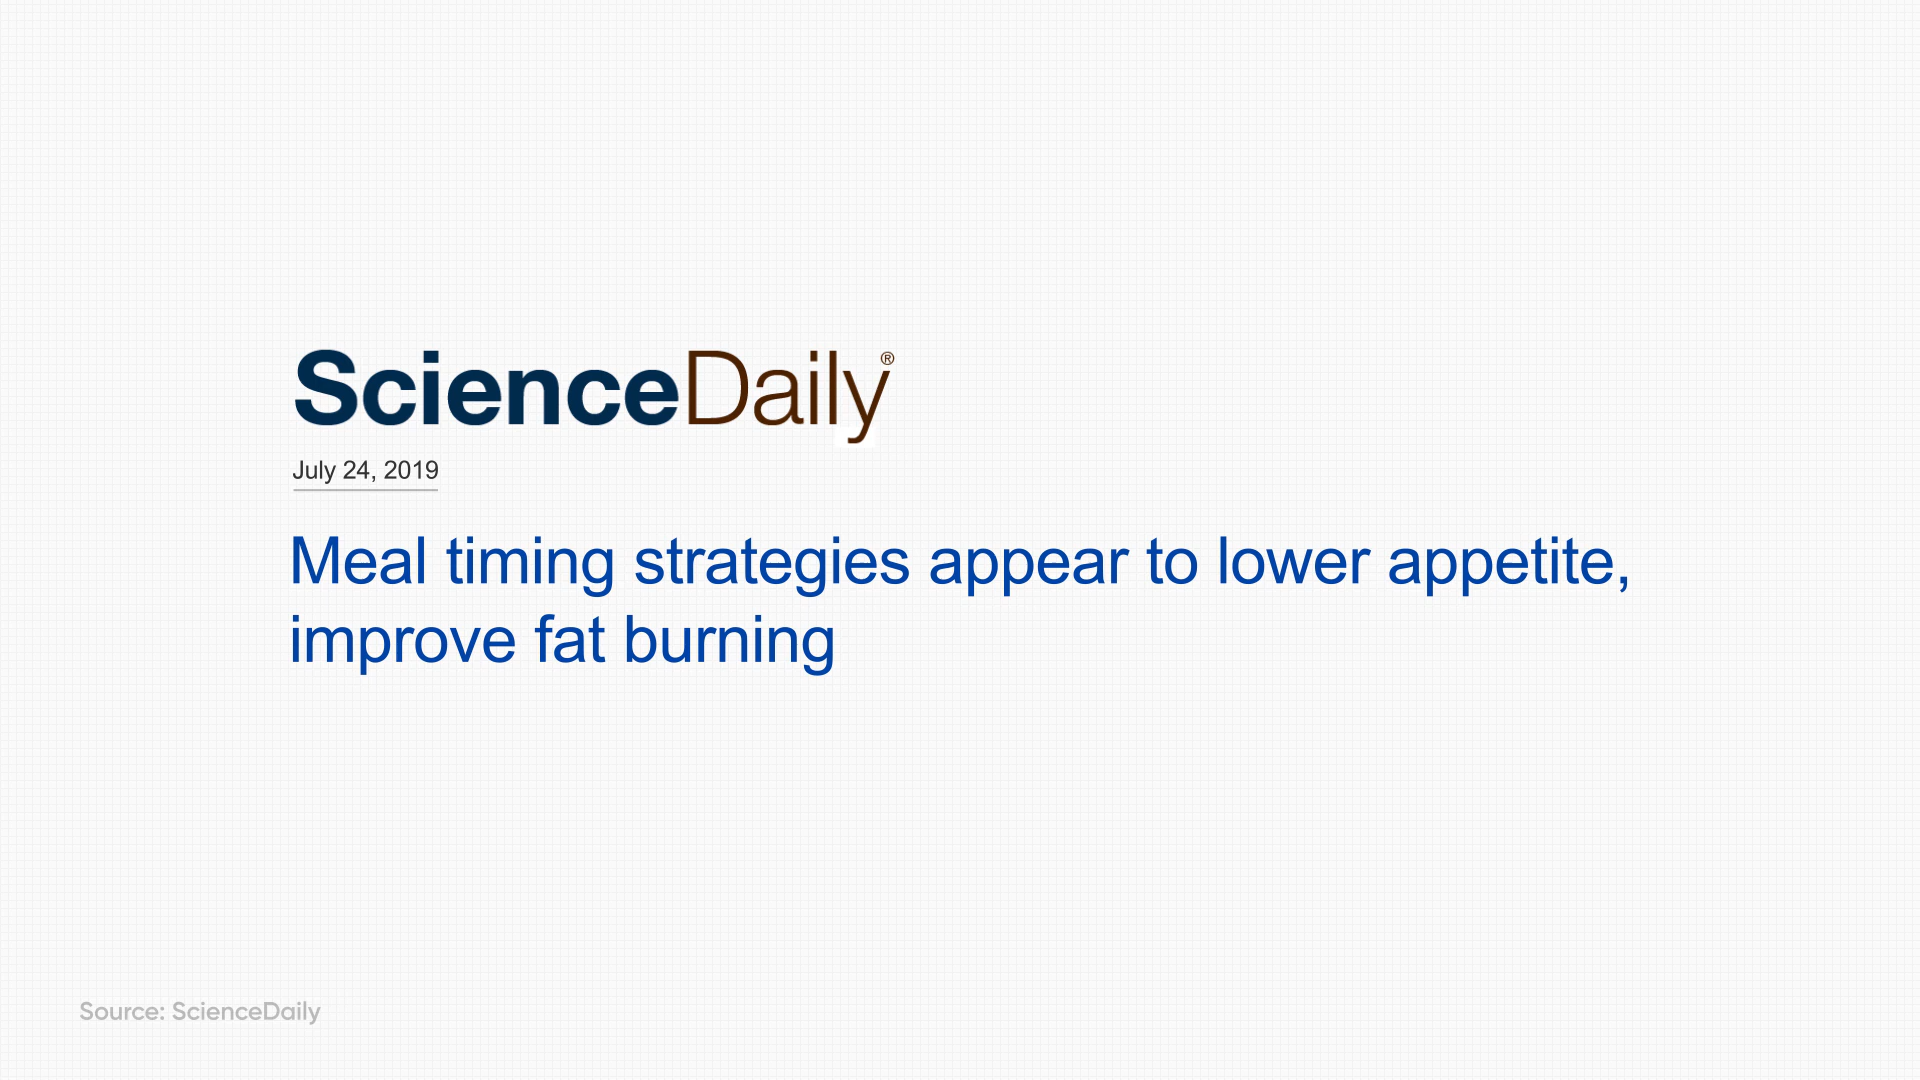 ScienceDaily®
July 24, 2019
Meal timing strategies appear to lower appetite,
improve fat burning
Source: ScienceDaily